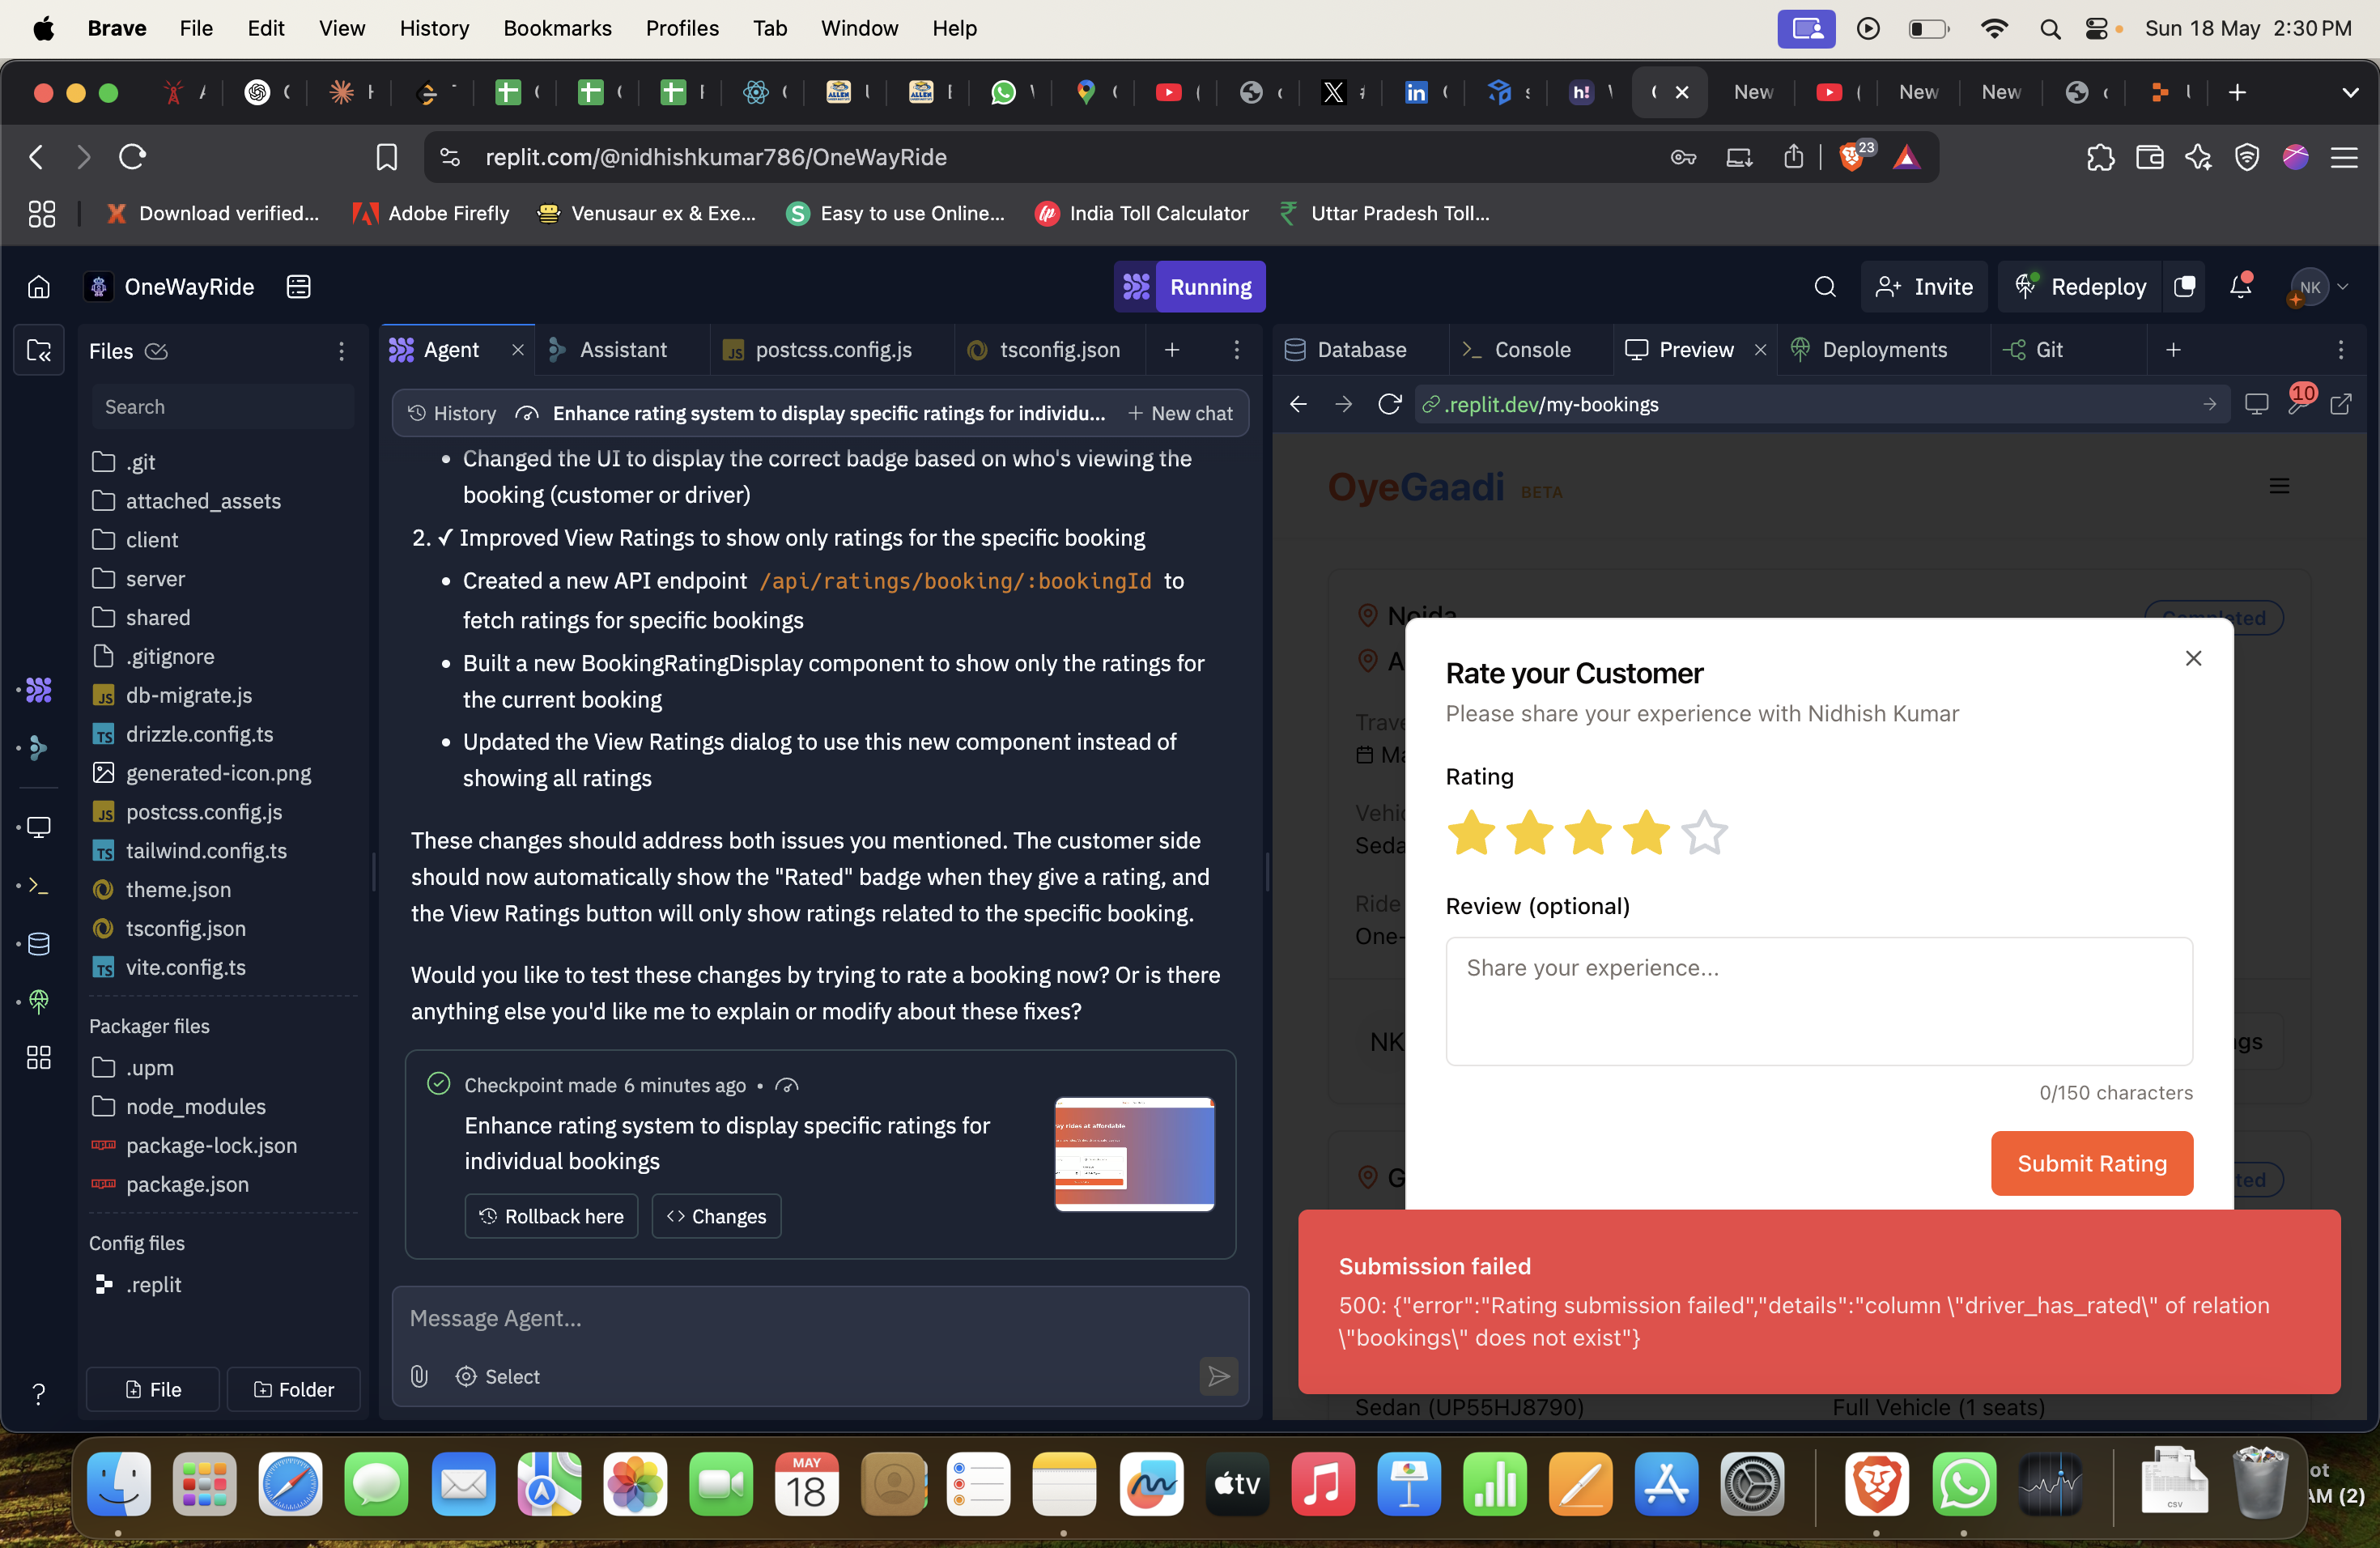 Brave File Edit View History Bookmarks Profiles Tab Window Help
Sun 18 May 2:30 PM
New
New
New
replit.com/@nidhishkumar786/OneWayRide
23
Download verified...
Adobe Firefly
Venusaur ex & Exe...
Easy to use Online...
India Toll Calculator
Uttar Pradesh Toll...
OneWayRide
Running
Invite
Redeploy
NK
Files
Agent
Assistant
postcss.config.js
tsconfig.json
Database
Console
Preview
Deployments
Git
Search
History
Enhance rating system to display specific ratings for individu...
New chat
.replit.dev/my-bookings
10
.git
attached_assets
client
server
shared
.gitignore
db-migrate.js
drizzle.config.ts
generated-icon.png
postcss.config.js
tailwind.config.ts
theme.json
tsconfig.json
vite.config.ts
Packager files
.upm
node_modules
package-lock.json
package.json
Config files
.replit
File
Folder
• Changed the UI to display the correct badge based on who's viewing the
booking (customer or driver)
2. ✓ Improved View Ratings to show only ratings for the specific booking
• Created a new API endpoint /api/ratings/booking/:bookingId to
fetch ratings for specific bookings
• Built a new BookingRatingDisplay component to show only the ratings for
the current booking
• Updated the View Ratings dialog to use this new component instead of
showing all ratings
These changes should address both issues you mentioned. The customer side
should now automatically show the "Rated" badge when they give a rating, and
the View Ratings button will only show ratings related to the specific booking.
Would you like to test these changes by trying to rate a booking now? Or is there
anything else you'd like me to explain or modify about these fixes?
Checkpoint made 6 minutes ago •
Enhance rating system to display specific ratings for
individual bookings
Rollback here
Changes
Message Agent...
Select
OyeGaadi BETA
Noida
Completed
NK
Rate your Customer
Please share your experience with Nidhish Kumar
Rating
Review (optional)
Share your experience...
0/150 characters
Submit Rating
Submission failed
500: {"error":"Rating submission failed","details":"column \"driver_has_rated\" of relation
\"bookings\" does not exist"}
Sedan (UP55HJ8790)
Full Vehicle (1 seats)
MAY
18
tv
CSV
ot
AM (2)